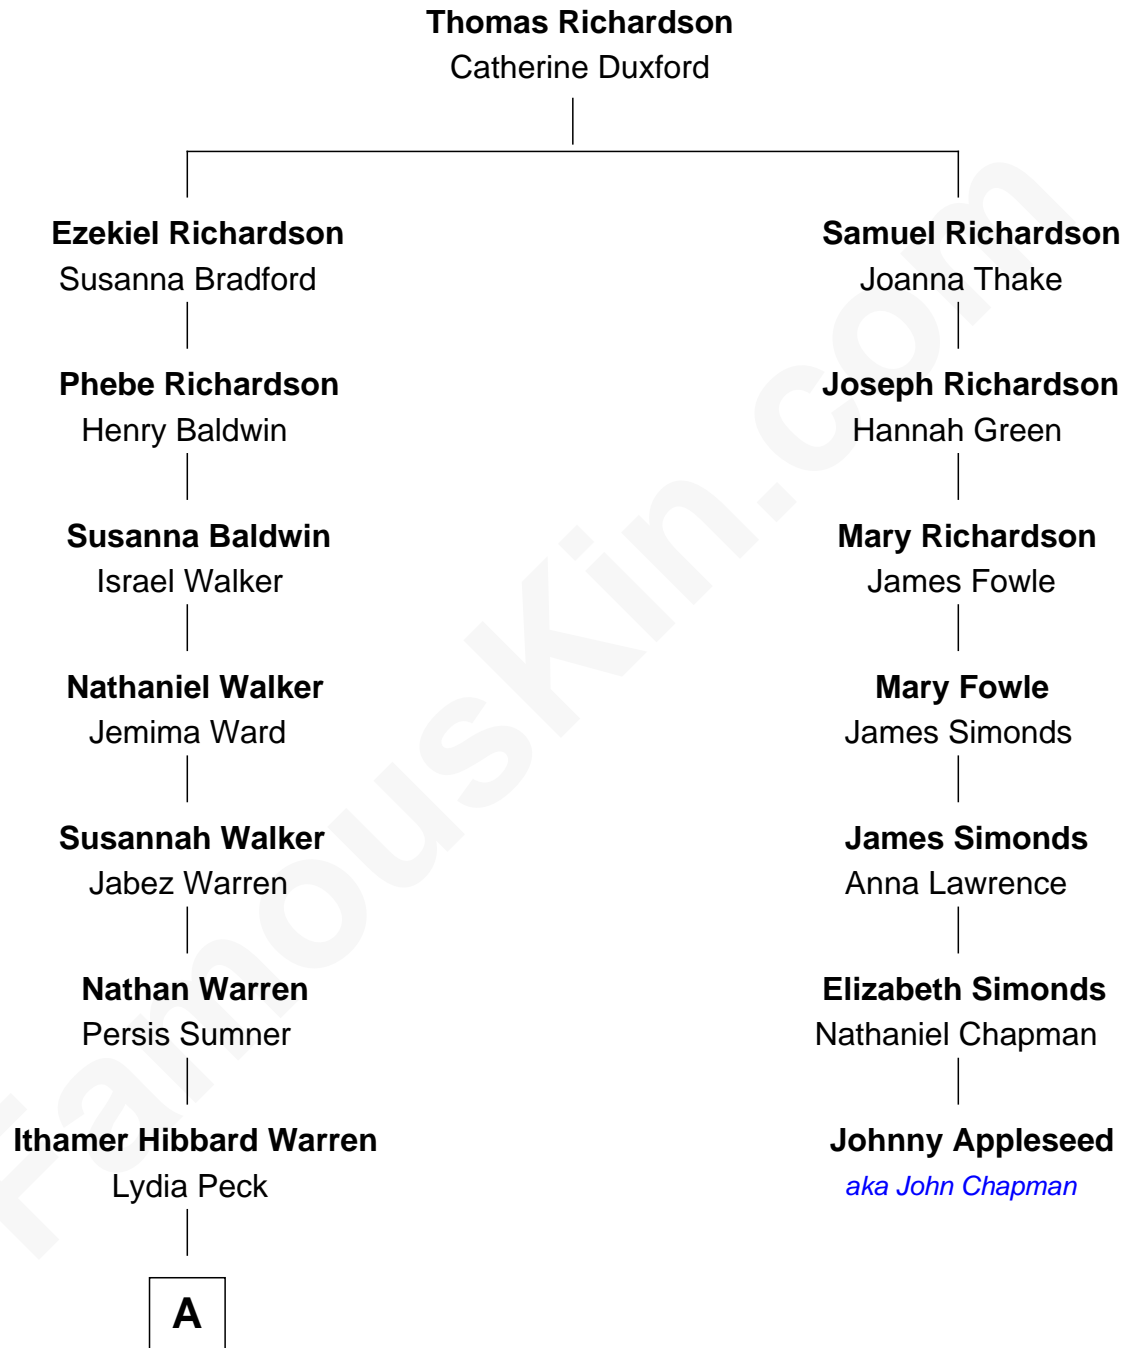 Thomas Richardson
Catherine Duxford
Ezekiel Richardson
Susanna Bradford
Phebe Richardson
Henry Baldwin
Susanna Baldwin
Israel Walker
Nathaniel Walker
Jemima Ward
Susannah Walker
Jabez Warren
Nathan Warren
Persis Sumner
Ithamer Hibbard Warren
Lydia Peck
A
Samuel Richardson
Joanna Thake
Joseph Richardson
Hannah Green
Mary Richardson
James Fowle
Mary Fowle
James Simonds
James Simonds
Anna Lawrence
Elizabeth Simonds
Nathaniel Chapman
Johnny Appleseed
aka John Chapman
FamousKin.com